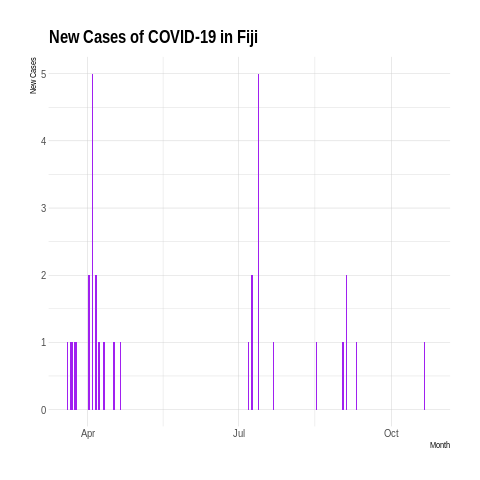 New Cases of COVID-19 in Fiji
New Cases
5
4
3
2
1
0
Apr
Jul
Oct
Month